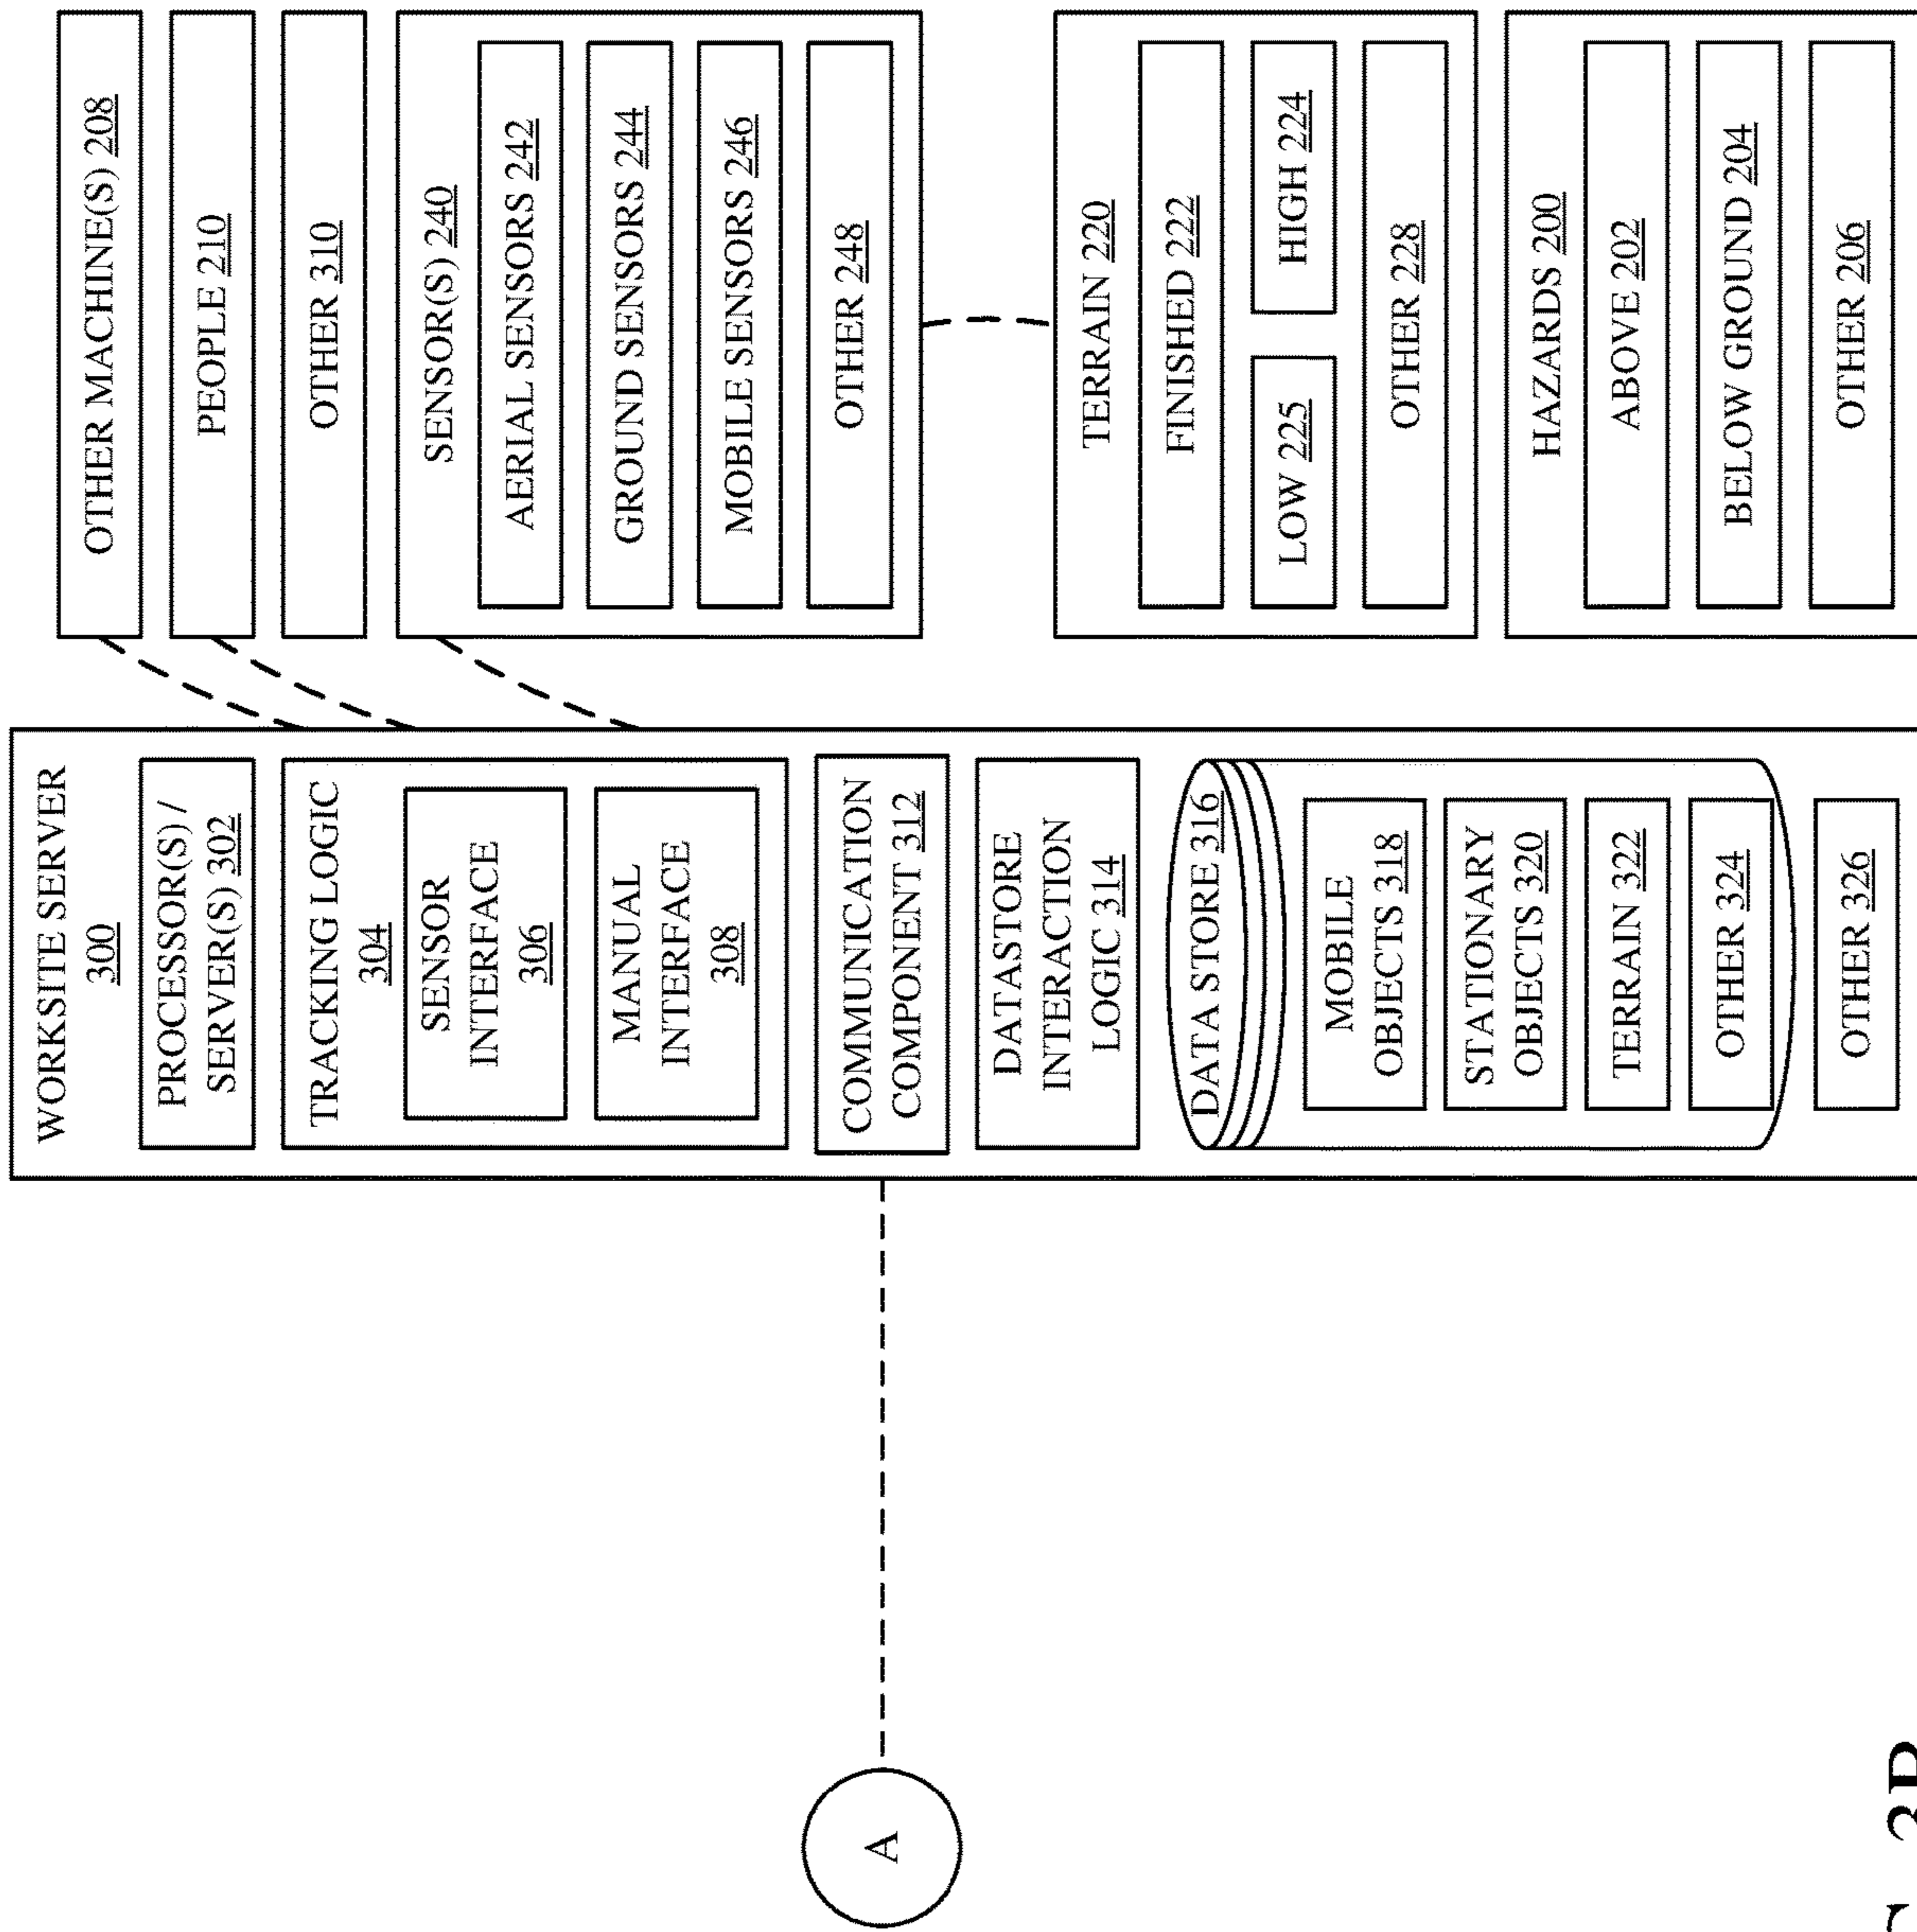 WORKSITE SERVER
300
PROCESSOR(S) /
SERVER(S) 302
TRACKING LOGIC
304
SENSOR
INTERFACE
306
MANUAL
INTERFACE
308
COMMUNICATION
COMPONENT 312
DATASTORE
INTERACTION
LOGIC 314
DATA STORE 316
MOBILE
OBJECTS 318
STATIONARY
OBJECTS 320
TERRAIN 322
OTHER 324
OTHER 326
OTHER MACHINE(S) 208
PEOPLE 210
OTHER 310
SENSOR(S) 240
AERIAL SENSORS 242
GROUND SENSORS 244
MOBILE SENSORS 246
OTHER 248
TERRAIN 220
FINISHED 222
LOW 225
HIGH 224
OTHER 228
HAZARDS 200
ABOVE 202
BELOW GROUND 204
OTHER 206
A